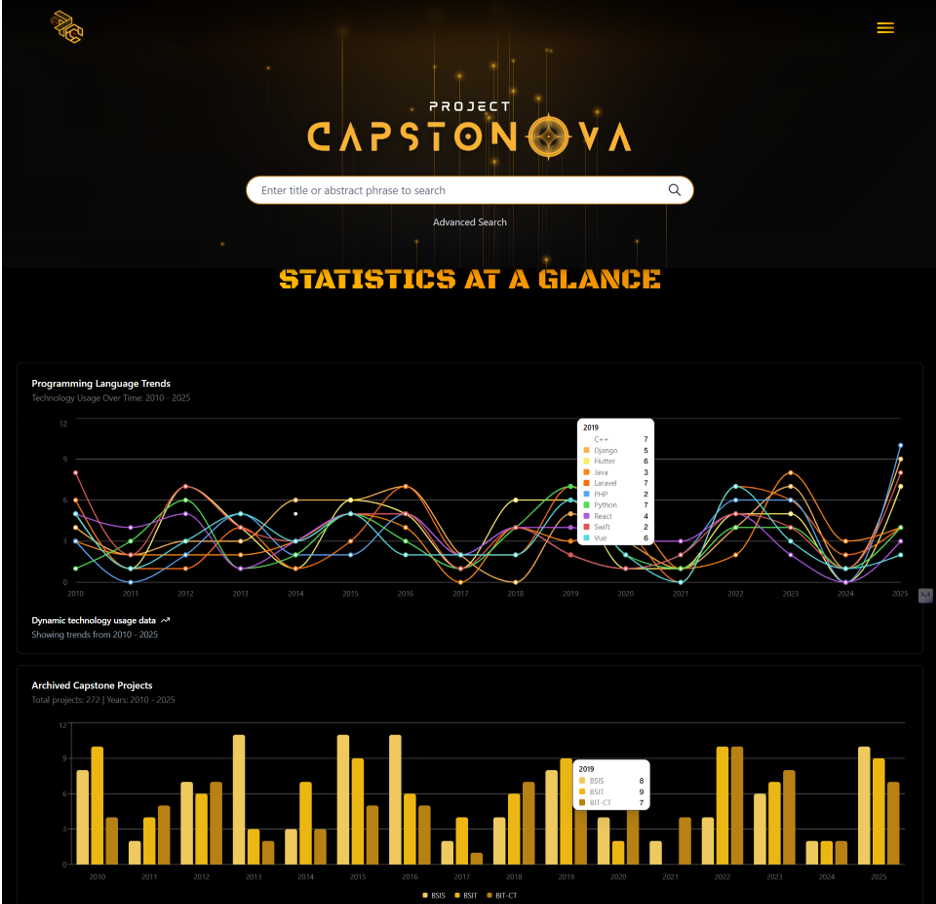 PROJECT
CAPSTONOVA
Enter title or abstract phrase to search
Advanced Search
STATISTICS AT A GLANCE
Programming Language Trends
Technology Usage Over Time: 2010 - 2025
12
9
6
3
0
2010 2011 2012 2013 2014 2015 2016 2017 2018 2019 2020 2021 2022 2023 2024 2025
2019
C++ 7
Django 5
Flutter 6
Java 3
Laravel 7
PHP 2
Python 7
React 4
Swift 2
Vue 6
Dynamic technology usage data
Showing trends from 2010 - 2025
Archived Capstone Projects
Total projects: 272 | Years: 2010 - 2025
12
9
6
3
0
2010 2011 2012 2013 2014 2015 2016 2017 2018 2019 2020 2021 2022 2023 2024 2025
2019
BSIS 8
BSIT 9
BIT-CT 7
BSIS BSIT BIT-CT